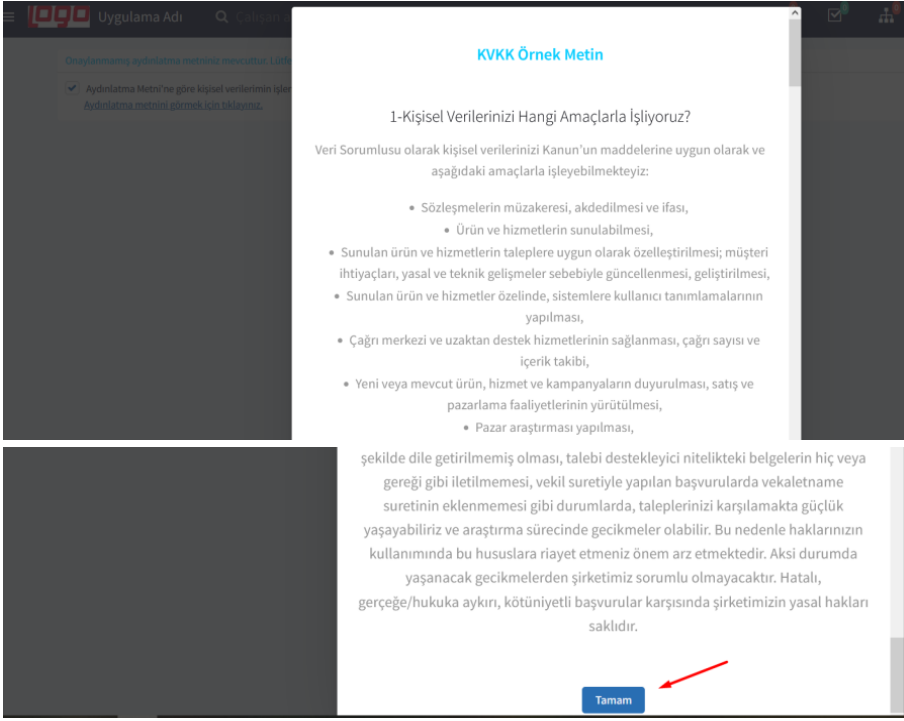 logo Uygulama Adı Çalışan a
Onaylanmamış aydınlatma metniniz mevcuttur. Lütfe
Aydınlatma Metni'ne göre kişisel verilerimin işler
Aydınlatma metnini görmek için tıklayınız.
KVKK Örnek Metin
1-Kişisel Verilerinizi Hangi Amaçlarla İşliyoruz?
Veri Sorumlusu olarak kişisel verilerinizi Kanun'un maddelerine uygun olarak ve
aşağıdaki amaçlarla işleyebilmekteyiz:
• Sözleşmelerin müzakeresi, akdedilmesi ve ifası,
• Ürün ve hizmetlerin sunulabilmesi,
• Sunulan ürün ve hizmetlerin taleplere uygun olarak özelleştirilmesi; müşteri
ihtiyaçları, yasal ve teknik gelişmeler sebebiyle güncellenmesi, geliştirilmesi,
• Sunulan ürün ve hizmetler özelinde, sistemlere kullanıcı tanımlamalarının
yapılması,
• Çağrı merkezi ve uzaktan destek hizmetlerinin sağlanması, çağrı sayısı ve
içerik takibi,
• Yeni veya mevcut ürün, hizmet ve kampanyaların duyurulması, satış ve
pazarlama faaliyetlerinin yürütülmesi,
• Pazar araştırması yapılması,
şekilde dile getirilmemiş olması, talebi destekleyici nitelikteki belgelerin hiç veya
gereği gibi iletilmemesi, vekil suretiyle yapılan başvurularda vekaletname
suretinin eklenmemesi gibi durumlarda, taleplerinizi karşılamakta güçlük
yaşayabiliriz ve araştırma sürecinde gecikmeler olabilir. Bu nedenle haklarınızın
kullanımında bu hususlara riayet etmeniz önem arz etmektedir. Aksi durumda
yaşanacak gecikmelerden şirketimiz sorumlu olmayacaktır. Hatalı,
gerçeğe/hukuka aykırı, kötüniyetli başvurular karşısında şirketimizin yasal hakları
saklıdır.
Tamam